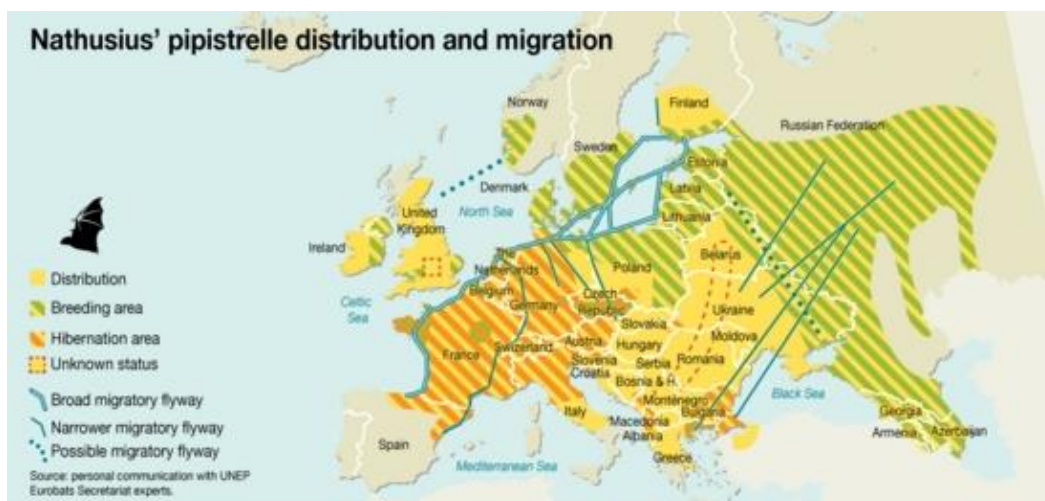 Nathusius' pipistrelle distribution and migration
Norway
Finland
Russian Federation
Sweden
Estonia
Denmark
Latvia
North Sea
Lithuania
United
Kingdom
Ireland
The
Netherlands
Belarus
Poland
Belgium
Germany
Czech
Republic
Celtic
Sea
Ukraine
Slovakia
Moldova
France
Swizerland
Austria
Hungary
Slovenia
Croatia
Serbia
Romania
Bosnia & H.
Black Sea
Montenegro
Bulgaria
Italy
Macedonia
Albania
Georgia
Armenia
Azerbaijan
Spain
Greece
Mediterranean Sea
Distribution
Breeding area
Hibernation area
Unknown status
Broad migratory flyway
Narrower migratory flyway
Possible migratory flyway
Source: personal communication with UNEP
Eurobats Secretariat experts.